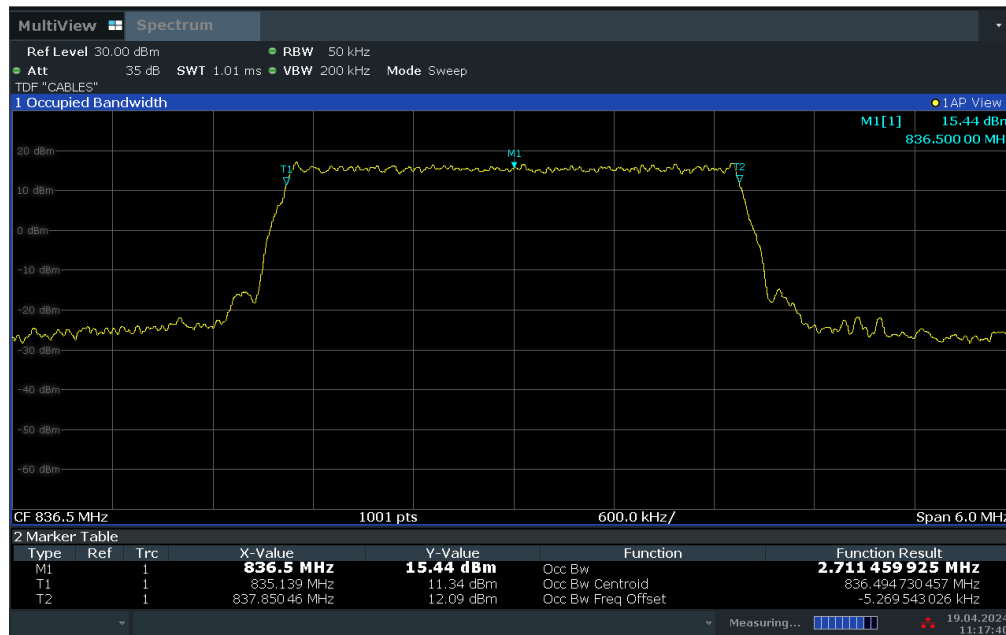 MultiView Spectrum
Ref Level 30.00 dBm RBW 50 kHz
Att 35 dB SWT 1.01 ms VBW 200 kHz Mode Sweep
TDF "CABLES"
1 Occupied Bandwidth 1AP View
M1[1] 15.44 dBm
836.500 00 MH
M1
20 dBm
T1
T2
10 dBm
0 dBm
-10 dBm
-20 dBm
-30 dBm
-40 dBm
-50 dBm
-60 dBm
CF 836.5 MHz 1001 pts 600.0 kHz/ Span 6.0 MHz
2 Marker Table
Type Ref Trc X-Value Y-Value Function Function Result
M1 1 836.5 MHz 15.44 dBm Occ Bw 2.711 459 925 MHz
T1 1 835.139 MHz 11.34 dBm Occ Bw Centroid 836.494 730 457 MHz
T2 1 837.850 46 MHz 12.09 dBm Occ Bw Freq Offset -5.269 543 026 kHz
Measuring... 19.04.2024